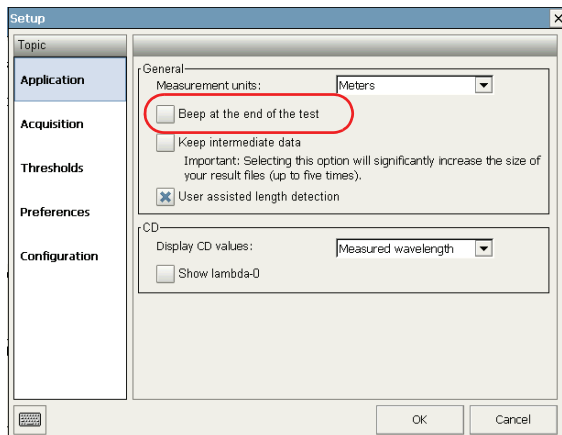 Setup
Topic
Application
Acquisition
Thresholds
Preferences
Configuration
General
Measurement units:
Meters
Beep at the end of the test
Keep intermediate data
Important: Selecting this option will significantly increase the size of
your result files (up to five times).
User assisted length detection
CD
Display CD values:
Measured wavelength
Show lambda-0
OK
Cancel